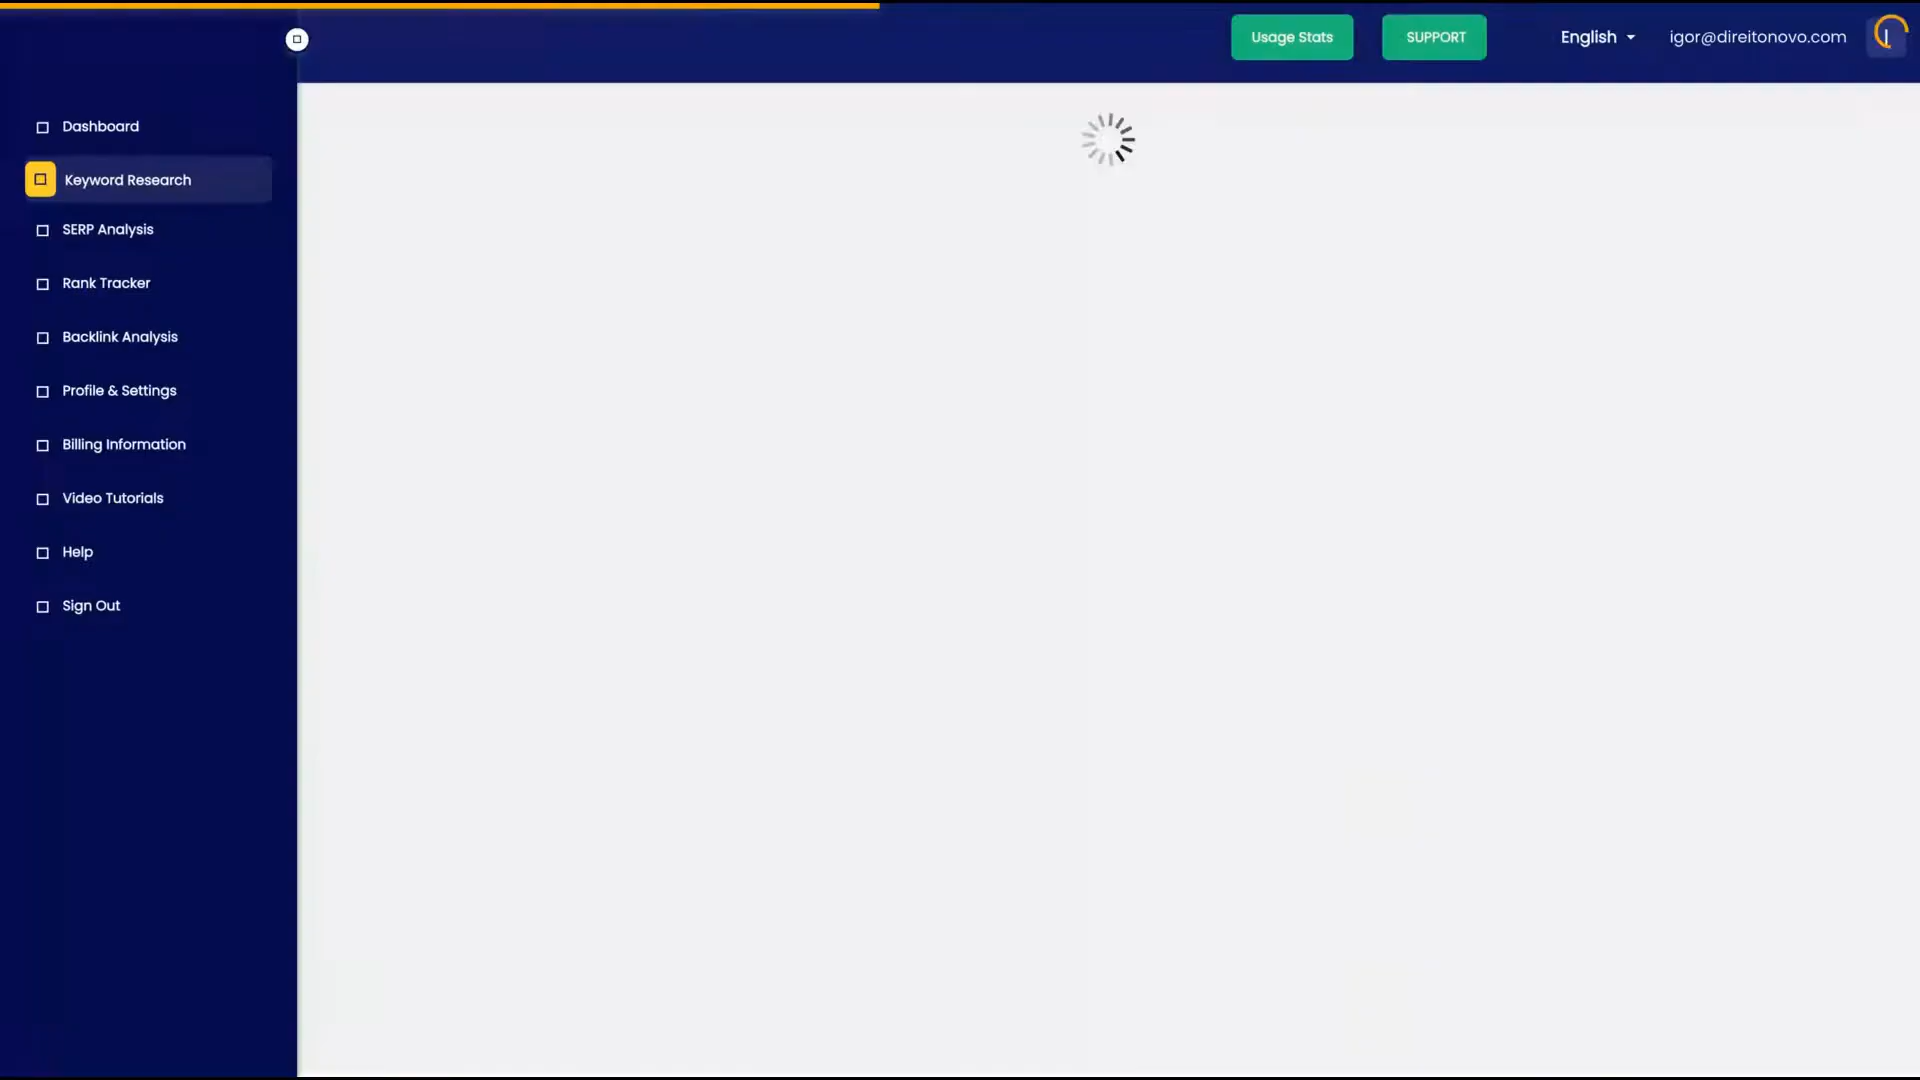 Usage Stats
SUPPORT
English
igor@direitonovo.com
Dashboard
Keyword Research
SERP Analysis
Rank Tracker
Backlink Analysis
Profile & Settings
Billing Information
Video Tutorials
Help
Sign Out